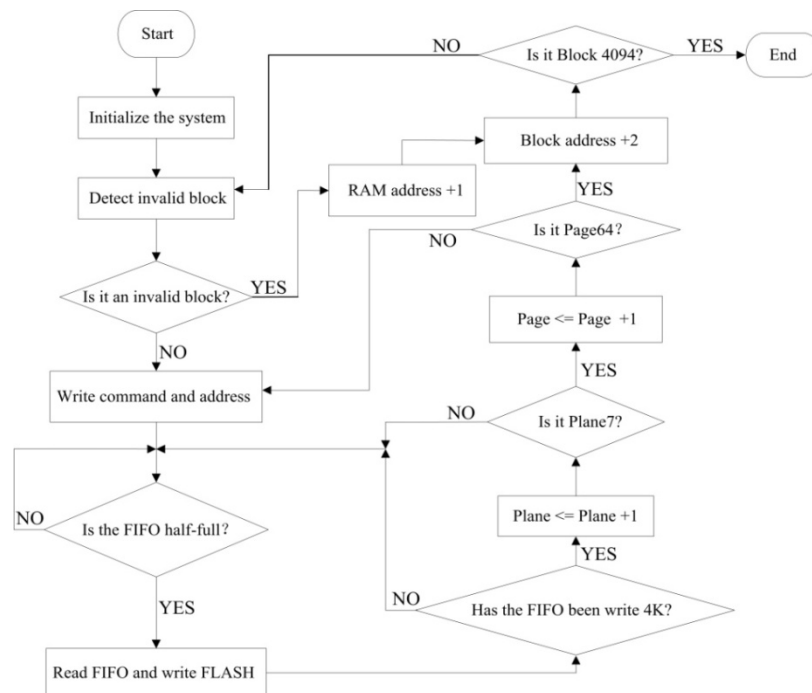 Start
NO
Is it Block 4094?
YES
End
Initialize the system
Block address +2
Detect invalid block
RAM address +1
YES
NO
Is it Page64?
Is it an invalid block?
YES
Page <= Page +1
NO
YES
Write command and address
NO
Is it Plane7?
NO
Is the FIFO half-full?
Plane <= Plane +1
YES
YES
NO
Has the FIFO been write 4K?
Read FIFO and write FLASH